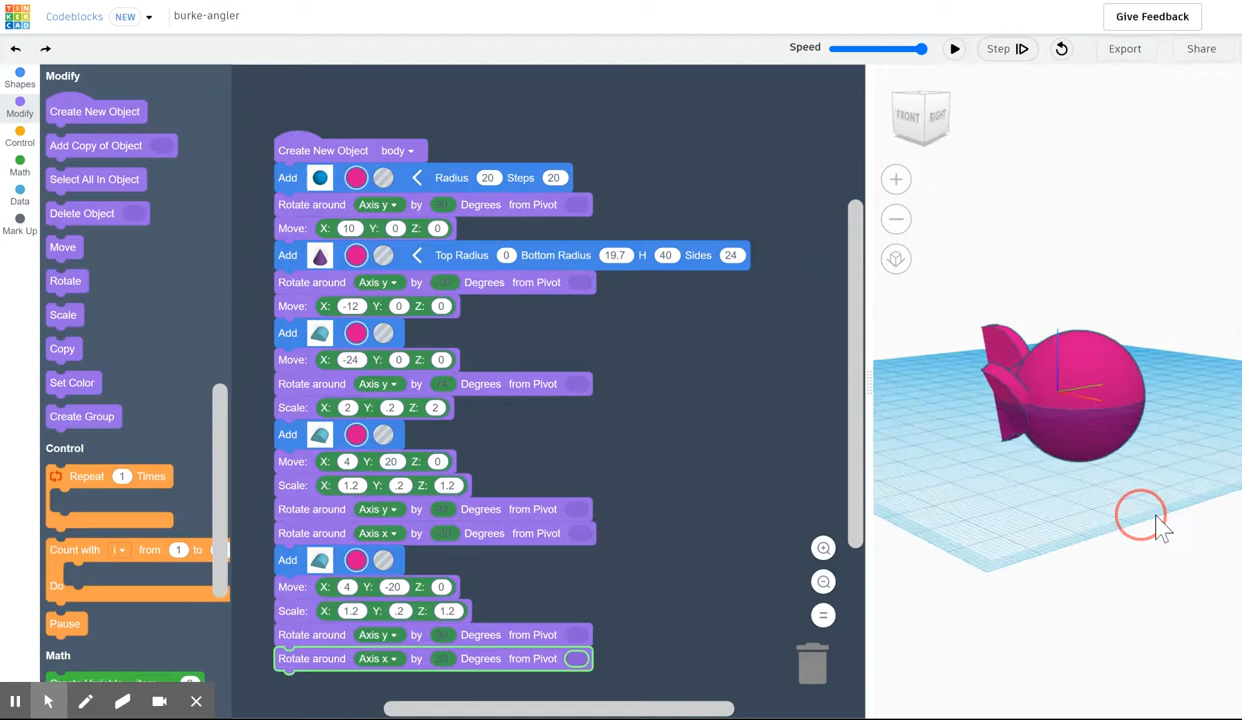 TIN
KER
CAD
Codeblocks NEW burke-angler
Give Feedback
Speed Step Export Share
Shapes
Modify
Control
Math
Data
Mark Up
Modify
Create New Object
Add Copy of Object
Select All In Object
Delete Object
Move
Rotate
Scale
Copy
Set Color
Create Group
Control
Repeat 1 Times
Count with i from 1 to
Do
Pause
Math
Create New Object body
Add Radius 20 Steps 20
Rotate around Axis y by 90 Degrees from Pivot
Move: X: 10 Y: 0 Z: 0
Add Top Radius 0 Bottom Radius 19.7 H 40 Sides 24
Rotate around Axis y by -90 Degrees from Pivot
Move: X: -12 Y: 0 Z: 0
Add
Move: X: -24 Y: 0 Z: 0
Rotate around Axis y by Degrees from Pivot
Scale: X: 2 Y: .2 Z: 2
Add
Move: X: 4 Y: 20 Z: 0
Scale: X: 1.2 Y: .2 Z: 1.2
Rotate around Axis y by Degrees from Pivot
Rotate around Axis x by Degrees from Pivot
Add
Move: X: 4 Y: -20 Z: 0
Scale: X: 1.2 Y: .2 Z: 1.2
Rotate around Axis y by Degrees from Pivot
Rotate around Axis x by Degrees from Pivot
FRONT RIGHT